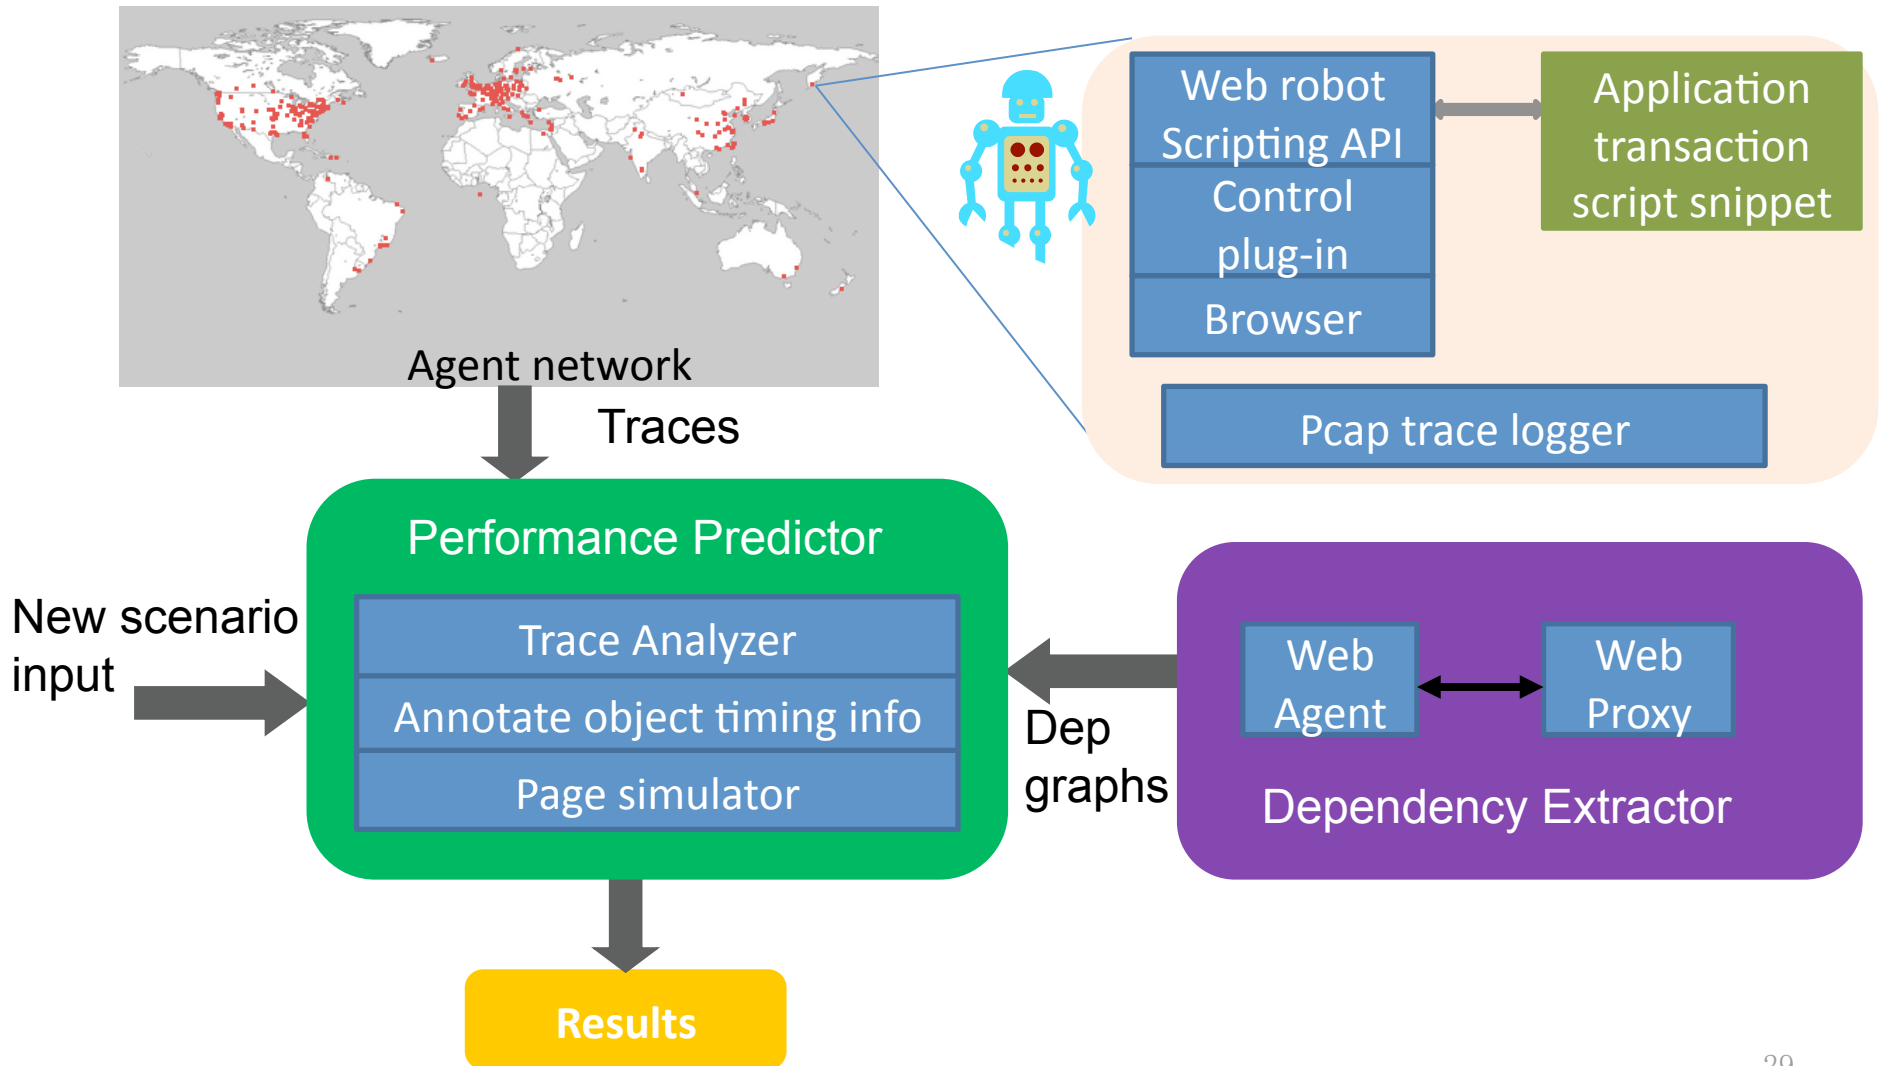 Web robot
Scripting API
Control
plug-in
Browser
Application
transaction
script snippet
Pcap trace logger
Agent network
Traces
Performance Predictor
Trace Analyzer
Annotate object timing info
Page simulator
New scenario
input
Dep
graphs
Web
Agent
Web
Proxy
Dependency Extractor
Results
29